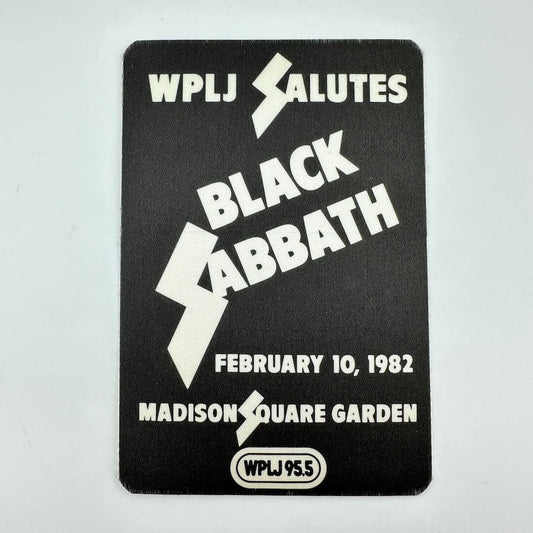 WPLJ SALUTES
BLACK
SABBATH
FEBRUARY 10, 1982
MADISON SQUARE GARDEN
WPLJ 95.5